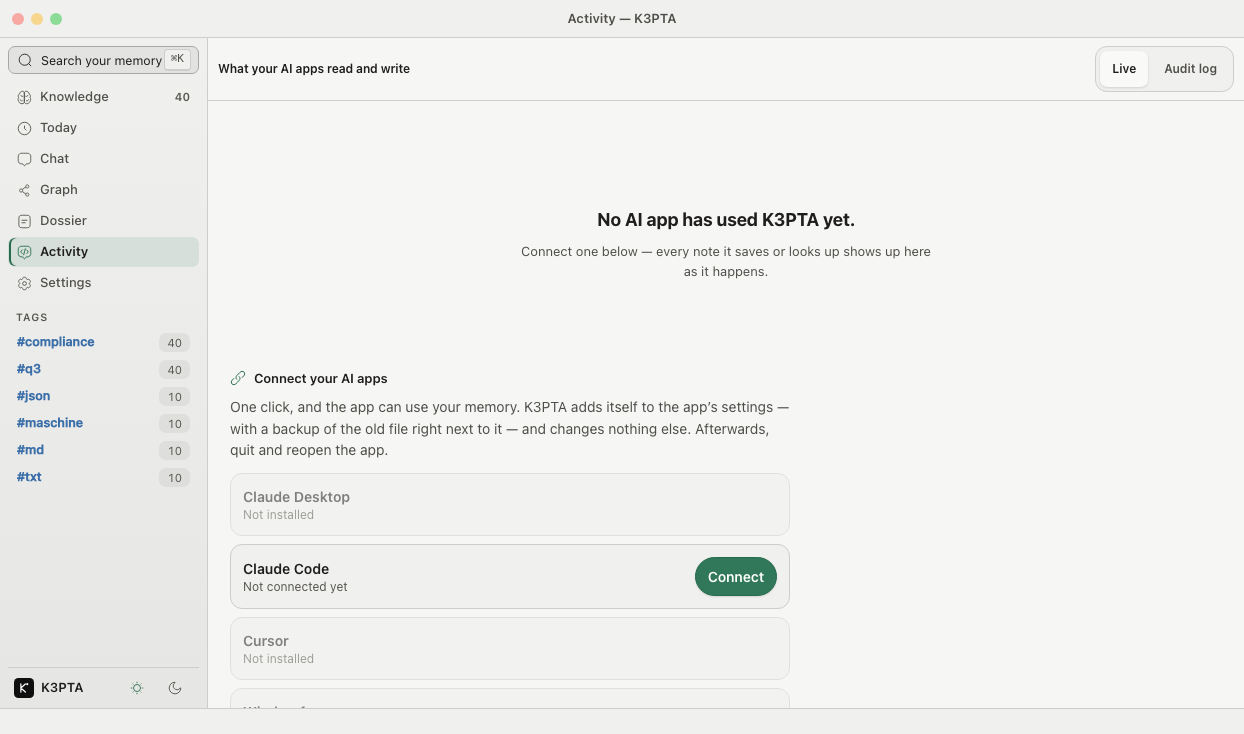 Activity — K3PTA
Search your memory ⌘K
What your AI apps read and write
Live
Audit log
Knowledge 40
Today
Chat
Graph
Dossier
Activity
Settings
TAGS
#compliance 40
#q3 40
#json 10
#maschine 10
#md 10
#txt 10
K3PTA
No AI app has used K3PTA yet.
Connect one below — every note it saves or looks up shows up here
as it happens.
Connect your AI apps
One click, and the app can use your memory. K3PTA adds itself to the app’s settings —
with a backup of the old file right next to it — and changes nothing else. Afterwards,
quit and reopen the app.
Claude Desktop
Not installed
Claude Code
Not connected yet
Connect
Cursor
Not installed